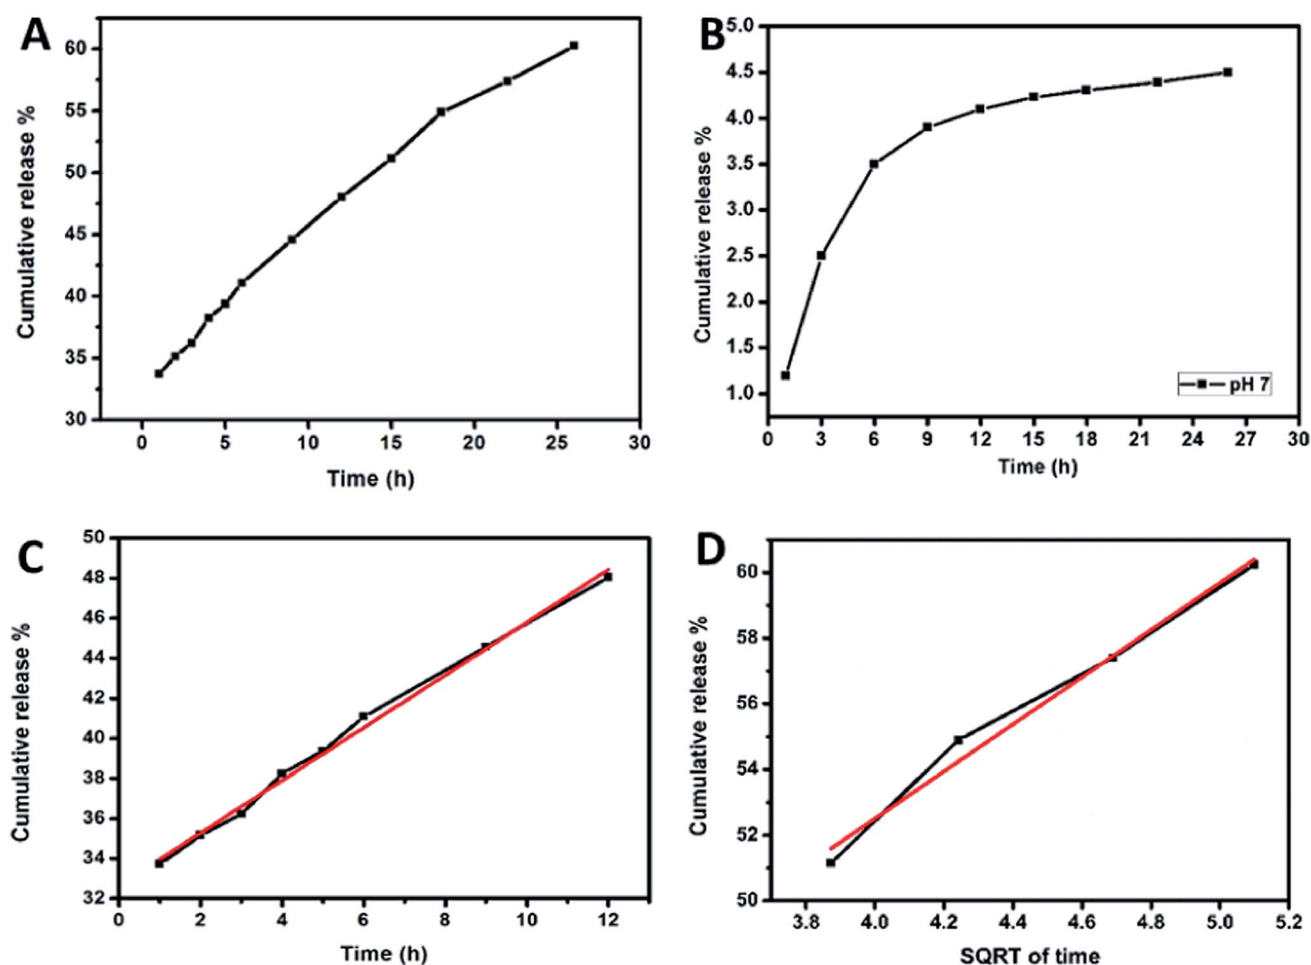 A
Cumulative release %
60
55
50
45
40
35
30
0 5 10 15 20 25 30
Time (h)
B
Cumulative release %
5.0
4.5
4.0
3.5
3.0
2.5
2.0
1.5
1.0
pH 7
0 3 6 9 12 15 18 21 24 27 30
Time (h)
C
Cumulative release %
50
48
46
44
42
40
38
36
34
32
0 2 4 6 8 10 12
Time (h)
D
Cumulative release %
60
58
56
54
52
50
3.8 4.0 4.2 4.4 4.6 4.8 5.0 5.2
SQRT of time